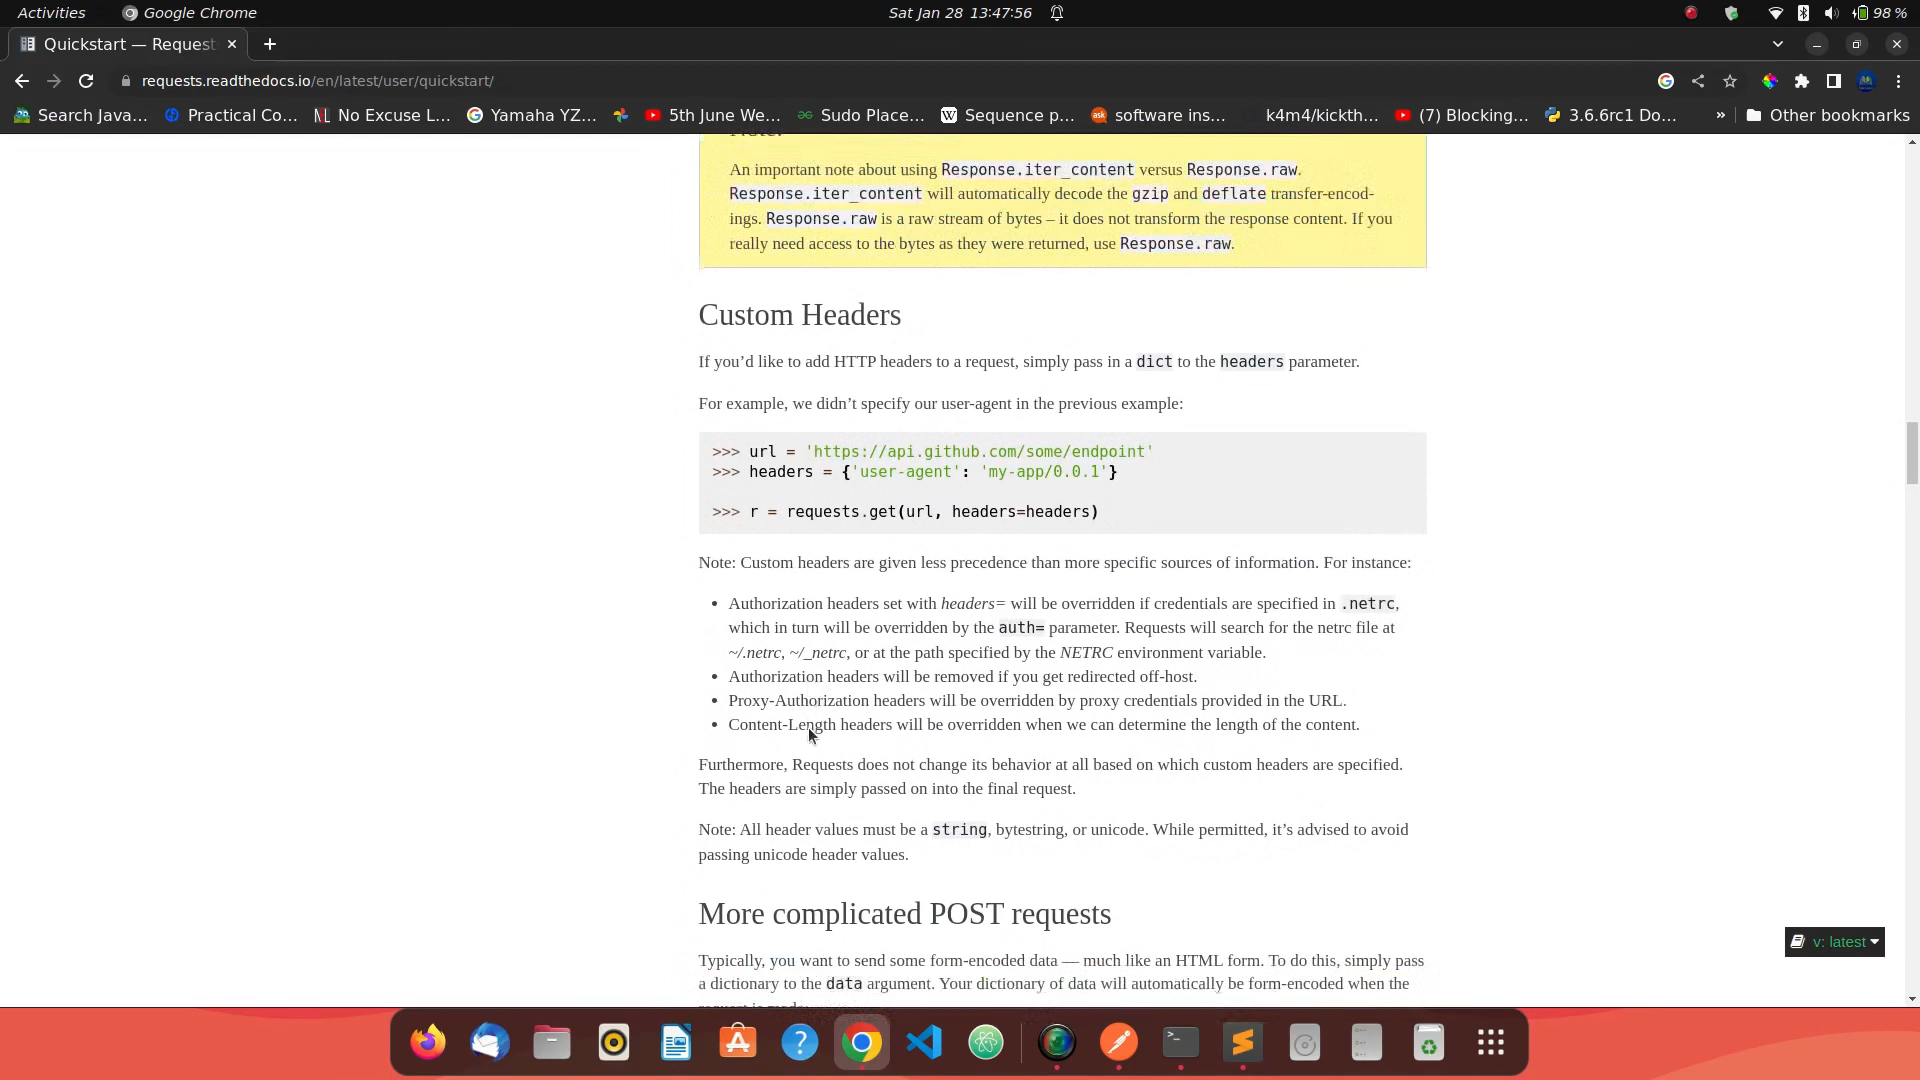 Activities
Google Chrome
Sat Jan 28 13:47:56
98 %
Quickstart — Request
requests.readthedocs.io/en/latest/user/quickstart/
Search Java...
Practical Co...
No Excuse L...
Yamaha YZ...
5th June We...
Sudo Place...
Sequence p...
software ins...
k4m4/kickth...
(7) Blocking...
3.6.6rc1 Do...
»
Other bookmarks
Note:
An important note about using Response.iter_content versus Response.raw.
Response.iter_content will automatically decode the gzip and deflate transfer-encod-
ings. Response.raw is a raw stream of bytes – it does not transform the response content. If you
really need access to the bytes as they were returned, use Response.raw.
Custom Headers
If you’d like to add HTTP headers to a request, simply pass in a dict to the headers parameter.
For example, we didn’t specify our user-agent in the previous example:
>>> url = 'https://api.github.com/some/endpoint'
>>> headers = {'user-agent': 'my-app/0.0.1'}
>>> r = requests.get(url, headers=headers)
Note: Custom headers are given less precedence than more specific sources of information. For instance:
• Authorization headers set with headers= will be overridden if credentials are specified in .netrc,
which in turn will be overridden by the auth= parameter. Requests will search for the netrc file at
~/.netrc, ~/_netrc, or at the path specified by the NETRC environment variable.
• Authorization headers will be removed if you get redirected off-host.
• Proxy-Authorization headers will be overridden by proxy credentials provided in the URL.
• Content-Length headers will be overridden when we can determine the length of the content.
Furthermore, Requests does not change its behavior at all based on which custom headers are specified.
The headers are simply passed on into the final request.
Note: All header values must be a string, bytestring, or unicode. While permitted, it’s advised to avoid
passing unicode header values.
More complicated POST requests
v: latest
Typically, you want to send some form-encoded data — much like an HTML form. To do this, simply pass
a dictionary to the data argument. Your dictionary of data will automatically be form-encoded when the
request is made: